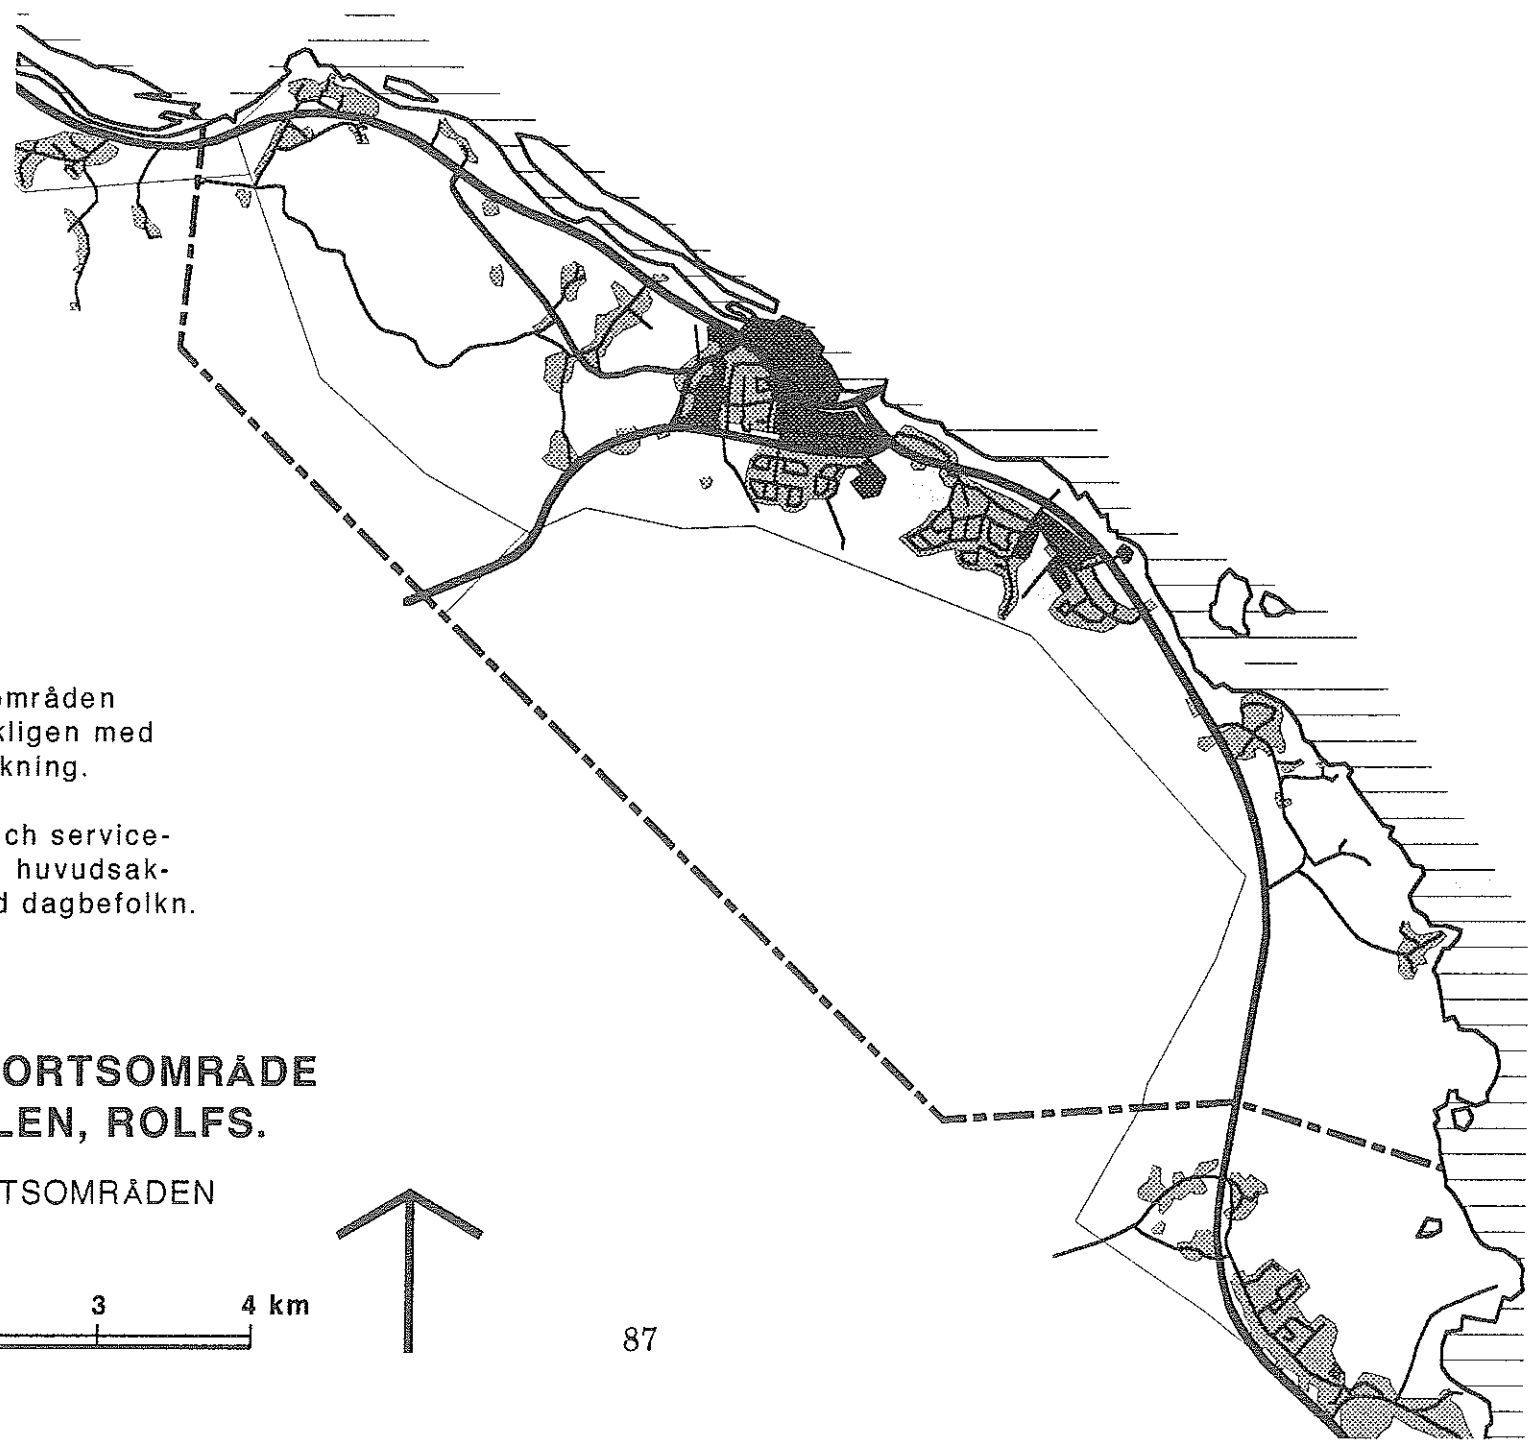 områden
kligen med
kning.
ch service-
huvudsak-
d dagbefolkn.
ORTSOMRÅDE
LEN, ROLFS.
TSOMRÅDEN
3 4 km
87